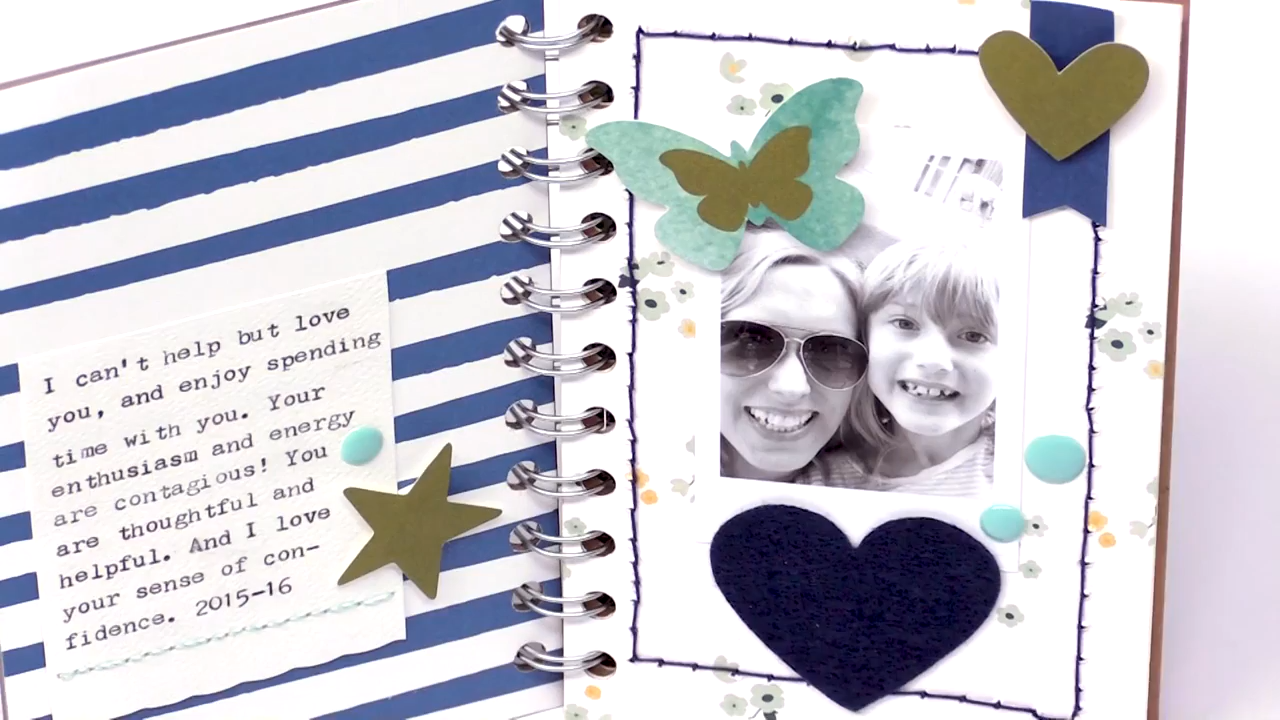 I can't help but love
you, and enjoy spending
time with you. Your
enthusiasm and energy
are contagious! You
are thoughtful and
helpful. And I love
your sense of con-
fidence. 2015-16